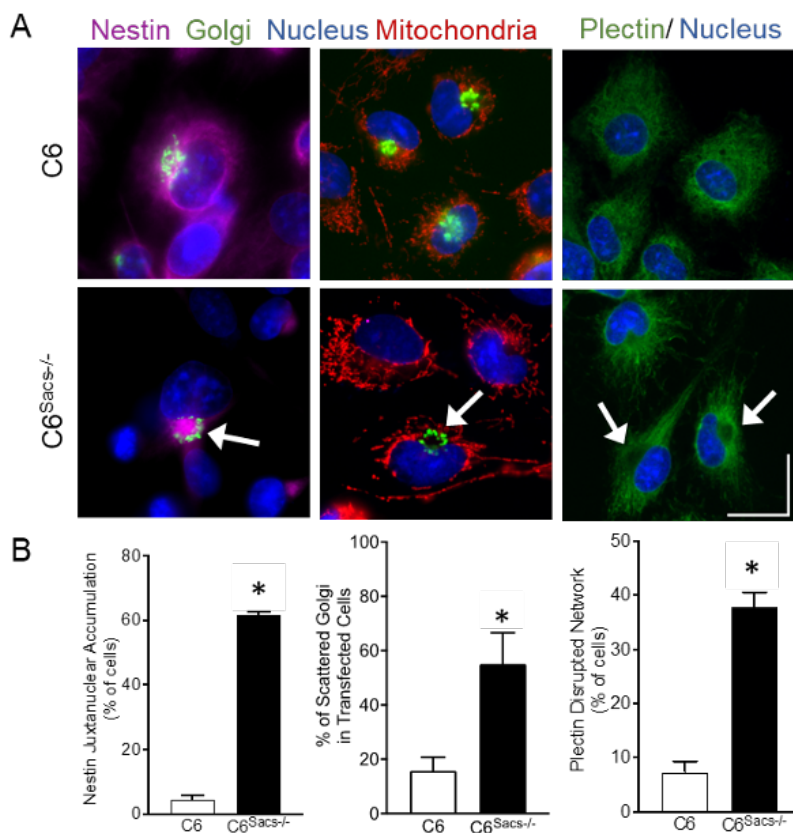 A
Nestin Golgi Nucleus Mitochondria Plectin/ Nucleus
C6
C6Sacs-/-
B
Nestin Juxtanuclear Accumulation
(% of cells)
80
60
40
20
0
*
C6 C6Sacs-/-
% of Scattered Golgi
in Transfected Cells
100
80
60
40
20
0
*
C6 C6Sacs-/-
Plectin Disrupted Network
(% of cells)
50
40
30
20
10
0
*
C6 C6Sacs-/-